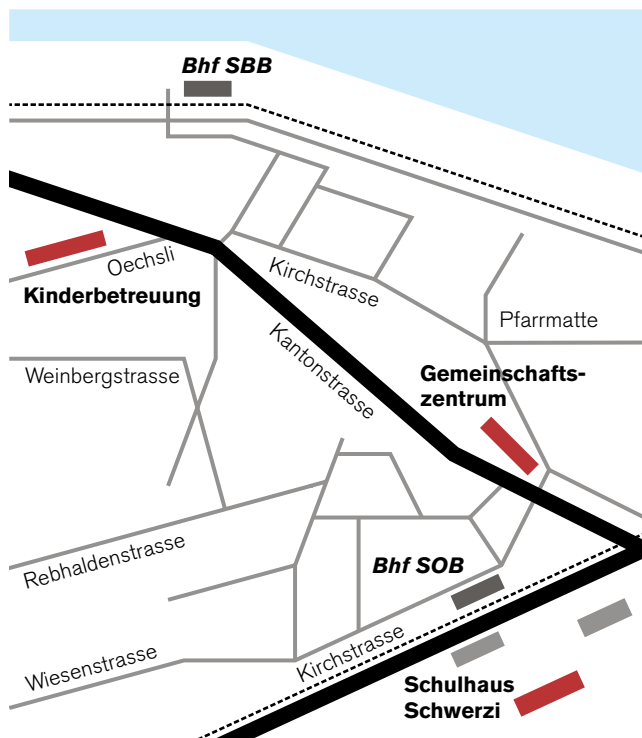 Bhf SBB
Oechsli
Kinderbetreuung
Kirchstrasse
Pfarrmatte
Kantonstrasse
Weinbergstrasse
Gemeinschafts-
zentrum
Rebhaldenstrasse
Bhf SOB
Kirchstrasse
Wiesenstrasse
Schulhaus
Schwerzi